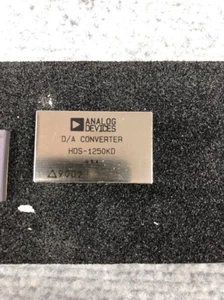 ANALOG
DEVICES
D/A CONVERTER
HDS-1250KD